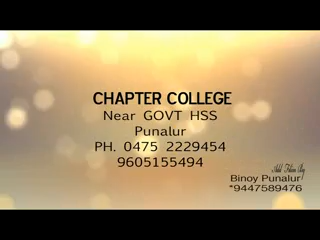 CHAPTER COLLEGE
Near GOVT HSS
Punalur
PH. 0475 2229454
9605155494
Binoy Punalur
*9447589476